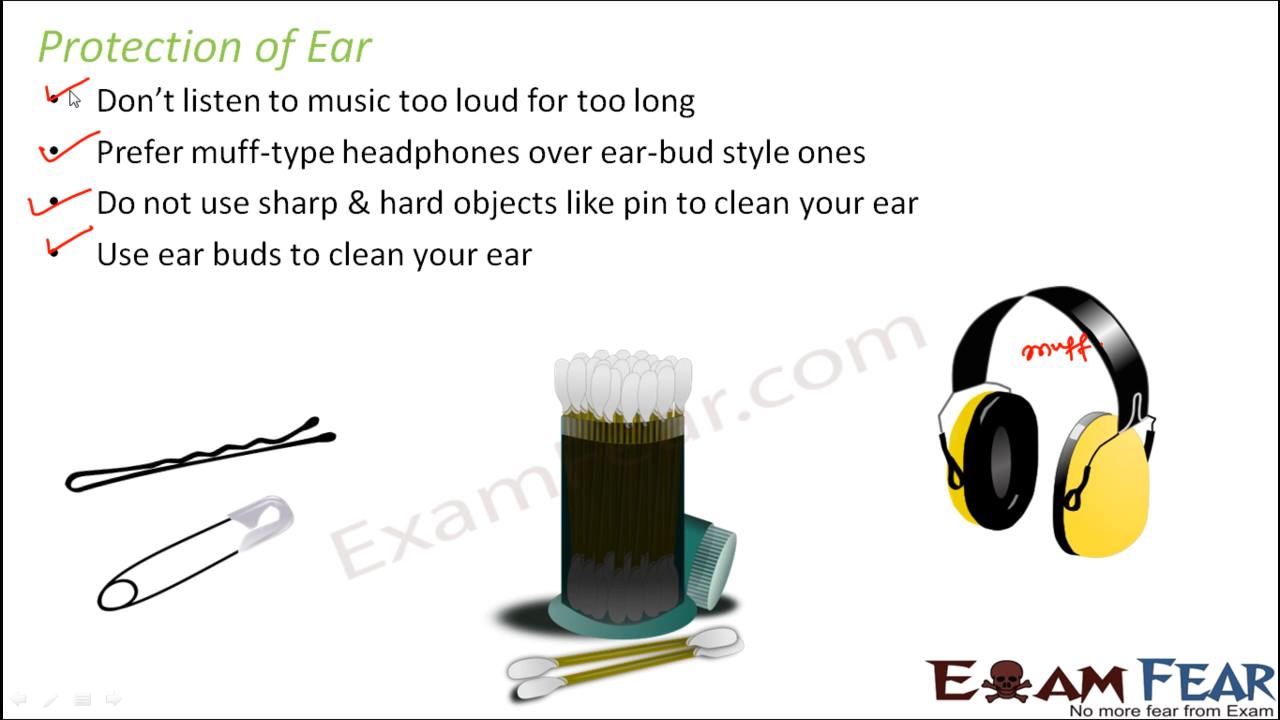 Protection of Ear
• Don't listen to music too loud for too long
• Prefer muff-type headphones over ear-bud style ones
• Do not use sharp & hard objects like pin to clean your ear
• Use ear buds to clean your ear
muff
ExamFear.com
EXAM FEAR
No more fear from Exam